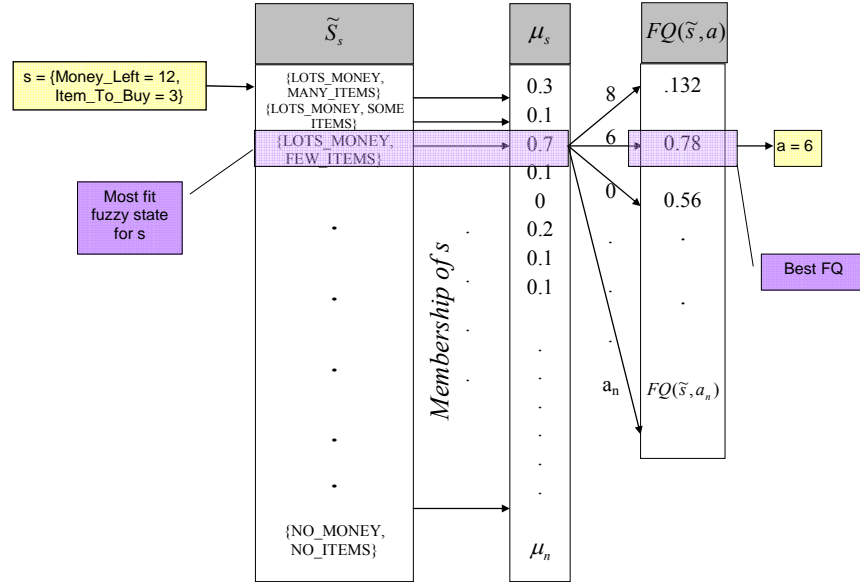 S̃ₛ
μₛ
FQ(s̃,a)
s = {Money_Left = 12,
Item_To_Buy = 3}
{LOTS_MONEY,
MANY_ITEMS}
{LOTS_MONEY, SOME
ITEMS}
{LOTS_MONEY,
FEW_ITEMS}
{NO_MONEY,
NO_ITEMS}
Most fit
fuzzy state
for s
Membership of s
0.3
0.1
0.7
0.1
0
0.2
0.1
0.1
μₙ
8
6
0
aₙ
.132
0.78
0.56
FQ(s̃,aₙ)
a = 6
Best FQ